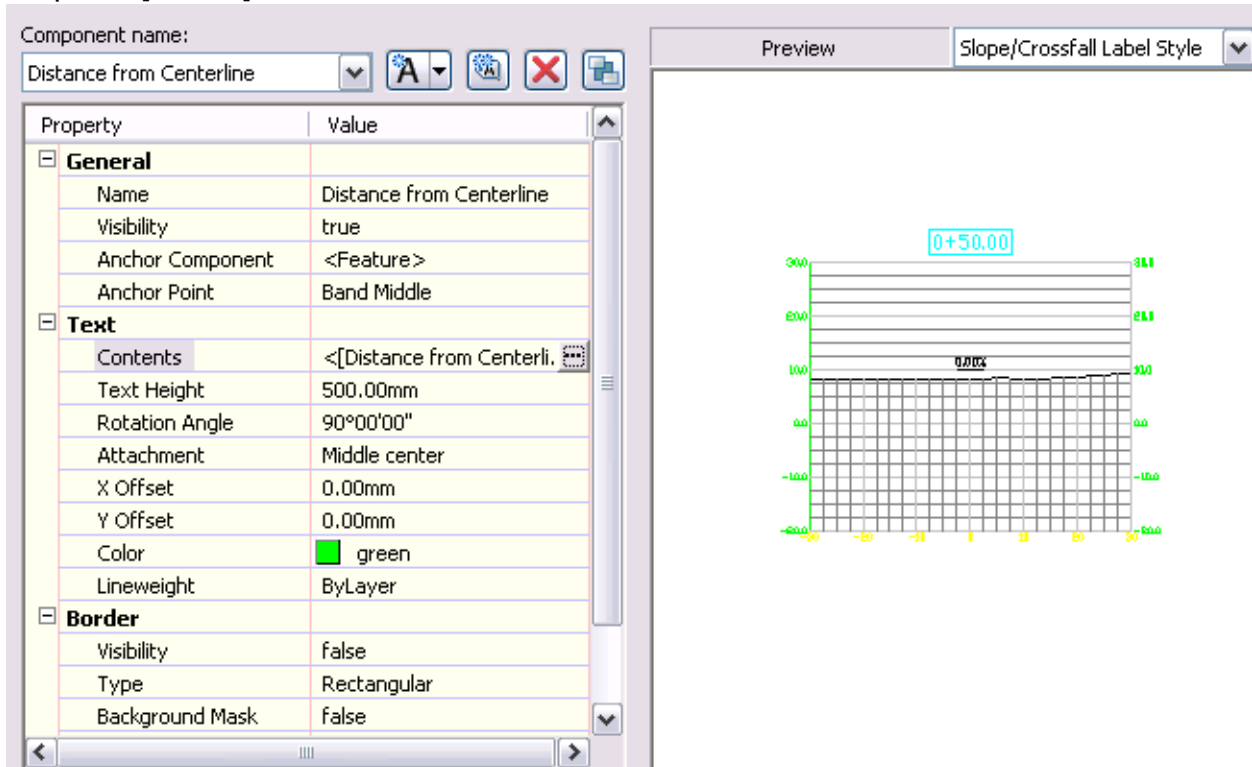 Component name:
Distance from Centerline
Property Value
General
Name Distance from Centerline
Visibility true
Anchor Component <Feature>
Anchor Point Band Middle
Text
Contents <[Distance from Centerli.
Text Height 500.00mm
Rotation Angle 90°00'00"
Attachment Middle center
X Offset 0.00mm
Y Offset 0.00mm
Color green
Lineweight ByLayer
Border
Visibility false
Type Rectangular
Background Mask false
Preview Slope/Crossfall Label Style
0+50.00
0.00%